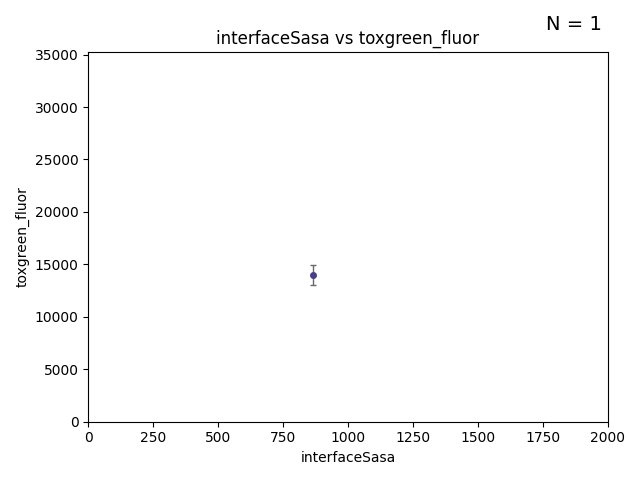 N = 1
interfaceSasa vs toxgreen_fluor
35000
30000
25000
20000
15000
10000
5000
0
toxgreen_fluor
0 250 500 750 1000 1250 1500 1750 2000
interfaceSasa